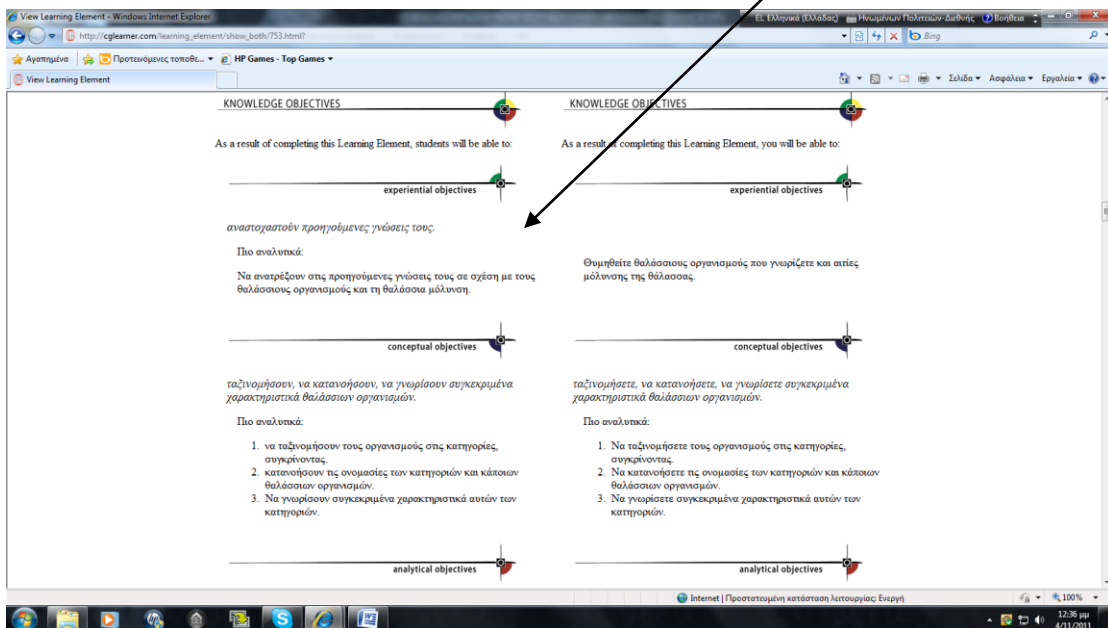 View Learning Element - Windows Internet Explorer
EL Ελληνικά (Ελλάδας) Ηνωμένων Πολιτειών-Διεθνής Βοήθεια
http://cglearner.com/learning_element/show_both/753.html?
Bing
Αγαπημένα Προτεινόμενες τοποθε... HP Games - Top Games
View Learning Element
Σελίδα Ασφάλεια Εργαλεία
KNOWLEDGE OBJECTIVES
As a result of completing this Learning Element, students will be able to:
experiential objectives
αναστοχαστούν προηγούμενες γνώσεις τους.
Πιο αναλυτικά:
Να ανατρέξουν στις προηγούμενες γνώσεις τους σε σχέση με τους
θαλάσσιους οργανισμούς και τη θαλάσσια μόλυνση.
conceptual objectives
ταξινομήσουν, να κατανοήσουν, να γνωρίσουν συγκεκριμένα
χαρακτηριστικά θαλάσσιων οργανισμών.
Πιο αναλυτικά:
1. να ταξινομήσουν τους οργανισμούς στις κατηγορίες,
συγκρίνοντας.
2. κατανοήσουν τις ονομασίες των κατηγοριών και κάποιων
θαλάσσιων οργανισμών.
3. Να γνωρίσουν συγκεκριμένα χαρακτηριστικά αυτών των
κατηγοριών.
analytical objectives
KNOWLEDGE OBJECTIVES
As a result of completing this Learning Element, you will be able to:
experiential objectives
Θυμηθείτε θαλάσσιους οργανισμούς που γνωρίζετε και αιτίες
μόλυνσης της θάλασσας.
conceptual objectives
ταξινομήσετε, να κατανοήσετε, να γνωρίσετε συγκεκριμένα
χαρακτηριστικά θαλάσσιων οργανισμών.
Πιο αναλυτικά:
1. Να ταξινομήσετε τους οργανισμούς στις κατηγορίες,
συγκρίνοντας.
2. Να κατανοήσετε τις ονομασίες των κατηγοριών και κάποιων
θαλάσσιων οργανισμών.
3. Να γνωρίσετε συγκεκριμένα χαρακτηριστικά αυτών των
κατηγοριών.
analytical objectives
Internet | Προστατευμένη κατάσταση λειτουργίας: Ενεργή 100%
12:36 μμ
4/11/2011